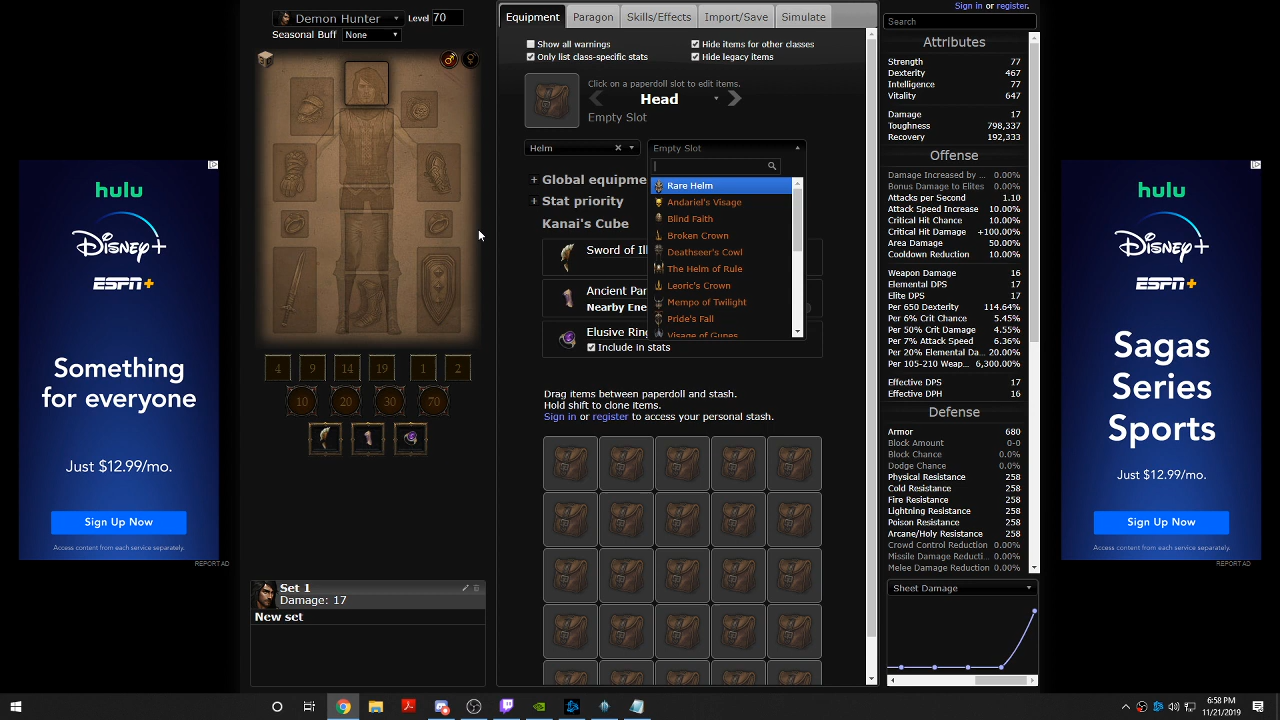 Demon Hunter
Level 70
Seasonal Buff None
4 9 14 19 1 2
10 20 30 70
Set 1
Damage: 17
New set
Equipment Paragon Skills/Effects Import/Save Simulate
Show all warnings Hide items for other classes
Only list class-specific stats Hide legacy items
Click on a paperdoll slot to edit items.
Head
Empty Slot
Helm
Empty Slot
Rare Helm
Andariel's Visage
Blind Faith
Broken Crown
Deathseer's Cowl
The Helm of Rule
Leoric's Crown
Mempo of Twilight
Pride's Fall
Visage of Gunes
+ Global equipme
+ Stat priority
Kanai's Cube
Sword of Ill
Ancient Par
Nearby Ene
Elusive Ring
Include in stats
Drag items between paperdoll and stash.
Hold shift to clone items.
Sign in or register to access your personal stash.
Sign in or register.
Search
Attributes
Strength 77
Dexterity 467
Intelligence 77
Vitality 647
Damage 17
Toughness 798,337
Recovery 192,333
Offense
Damage Increased by ... 0.00%
Bonus Damage to Elites 0.00%
Attacks per Second 1.10
Attack Speed Increase 10.00%
Critical Hit Chance 10.00%
Critical Hit Damage +100.00%
Area Damage 50.00%
Cooldown Reduction 10.00%
Weapon Damage 16
Elemental DPS 17
Elite DPS 17
Per 650 Dexterity 114.64%
Per 6% Crit Chance 5.45%
Per 50% Crit Damage 4.55%
Per 7% Attack Speed 6.36%
Per 20% Elemental Da... 20.00%
Per 105-210 Weap... 6,300.00%
Effective DPS 17
Effective DPH 17
Defense
Armor 680
Block Amount 0-0
Block Chance 0.0%
Dodge Chance 0.0%
Physical Resistance 258
Cold Resistance 258
Fire Resistance 258
Lightning Resistance 258
Poison Resistance 258
Arcane/Holy Resistance 258
Crowd Control Reduction 0.00%
Missile Damage Reducti... 0.00%
Melee Damage Reduction 0.00%
Sheet Damage
hulu
Disney+
ESPN+
Something
for everyone
Just $12.99/mo.
Sign Up Now
Access content from each service separately.
REPORT AD
hulu
Disney+
ESPN+
Sagas
Series
Sports
Just $12.99/mo.
Sign Up Now
Access content from each service separately.
REPORT AD
6:58 PM
11/21/2019